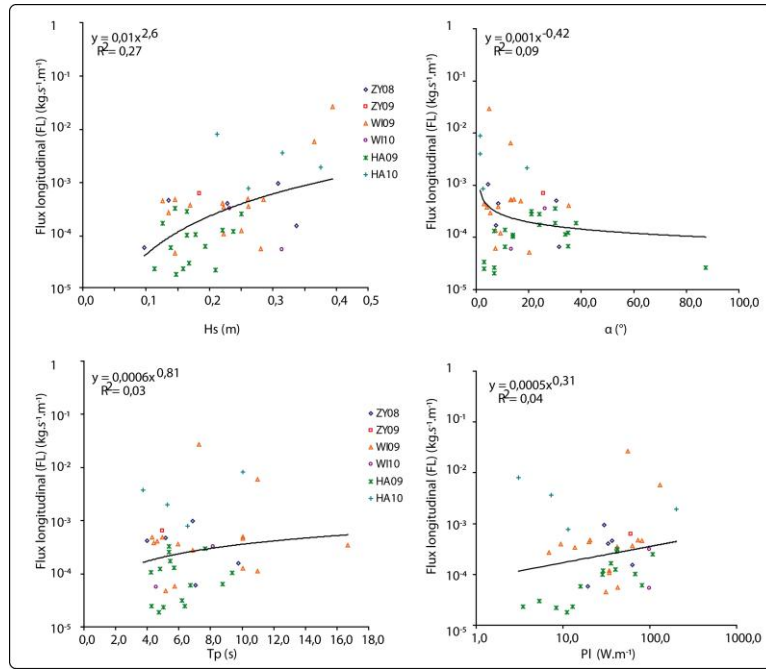 y = 0,01x^2,6
R^2 = 0,27
Flux longitudinal (FL) (kg.s^-1.m^-1)
1
10^-1
10^-2
10^-3
10^-4
10^-5
0,0 0,1 0,2 0,3 0,4 0,5
Hs (m)
ZY08
ZY09
WI09
WI10
HA09
HA10
y = 0,001x^-0,42
R^2 = 0,09
Flux longitudinal (FL) (kg.s^-1.m^-1)
1
10^-1
10^-2
10^-3
10^-4
10^-5
0,0 20,0 40,0 60,0 80,0 100,0
α (°)
y = 0,0006x^0,81
R^2 = 0,03
Flux longitudinal (FL) (kg.s^-1.m^-1)
1
10^-1
10^-2
10^-3
10^-4
10^-5
0,0 2,0 4,0 6,0 8,0 10,0 12,0 14,0 16,0 18,0
Tp (s)
ZY08
ZY09
WI09
WI10
HA09
HA10
y = 0,0005x^0,31
R^2 = 0,04
Flux longitudinal (FL) (kg.s^-1.m^-1)
1
10^-1
10^-2
10^-3
10^-4
10^-5
1,0 10,0 100,0 1000,0
Pl (W.m^-1)